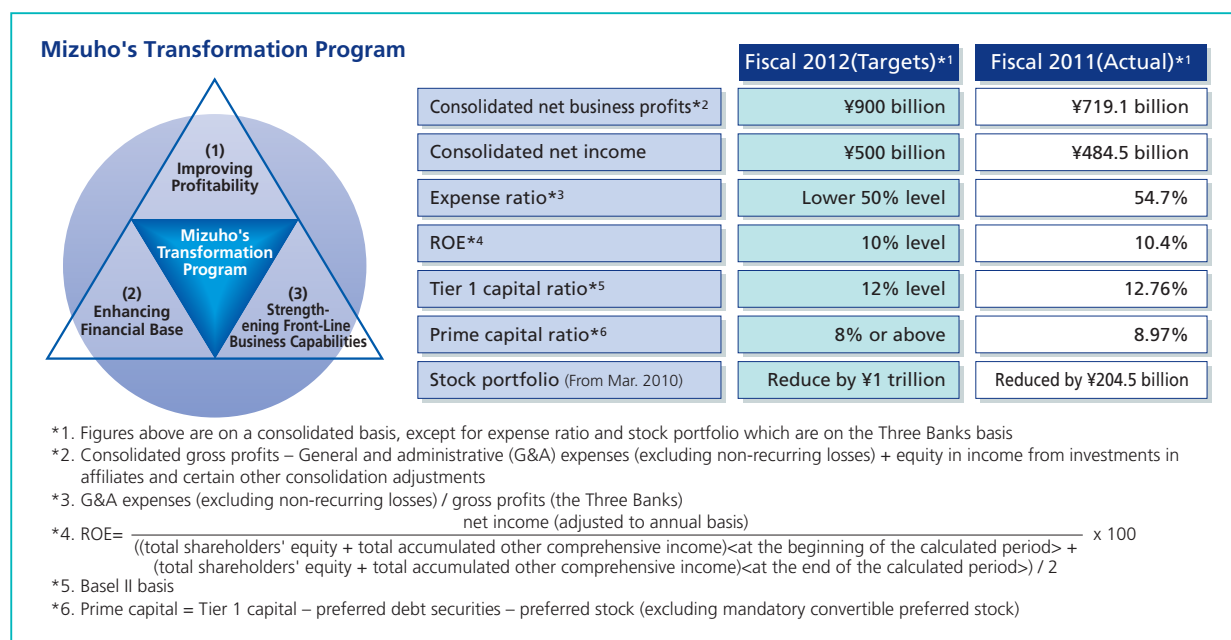 Mizuho's Transformation Program
(1)
Improving
Profitability
Mizuho's
Transformation
Program
(2)
Enhancing
Financial Base
(3)
Strength-
ening Front-Line
Business Capabilities
Fiscal 2012(Targets)*1 Fiscal 2011(Actual)*1
Consolidated net business profits*2 ¥900 billion ¥719.1 billion
Consolidated net income ¥500 billion ¥484.5 billion
Expense ratio*3 Lower 50% level 54.7%
ROE*4 10% level 10.4%
Tier 1 capital ratio*5 12% level 12.76%
Prime capital ratio*6 8% or above 8.97%
Stock portfolio (From Mar. 2010) Reduce by ¥1 trillion Reduced by ¥204.5 billion
*1. Figures above are on a consolidated basis, except for expense ratio and stock portfolio which are on the Three Banks basis
*2. Consolidated gross profits – General and administrative (G&A) expenses (excluding non-recurring losses) + equity in income from investments in
affiliates and certain other consolidation adjustments
*3. G&A expenses (excluding non-recurring losses) / gross profits (the Three Banks)
*4. ROE= net income (adjusted to annual basis) x 100
((total shareholders' equity + total accumulated other comprehensive income)<at the beginning of the calculated period> +
(total shareholders' equity + total accumulated other comprehensive income)<at the end of the calculated period>) / 2
*5. Basel II basis
*6. Prime capital = Tier 1 capital – preferred debt securities – preferred stock (excluding mandatory convertible preferred stock)